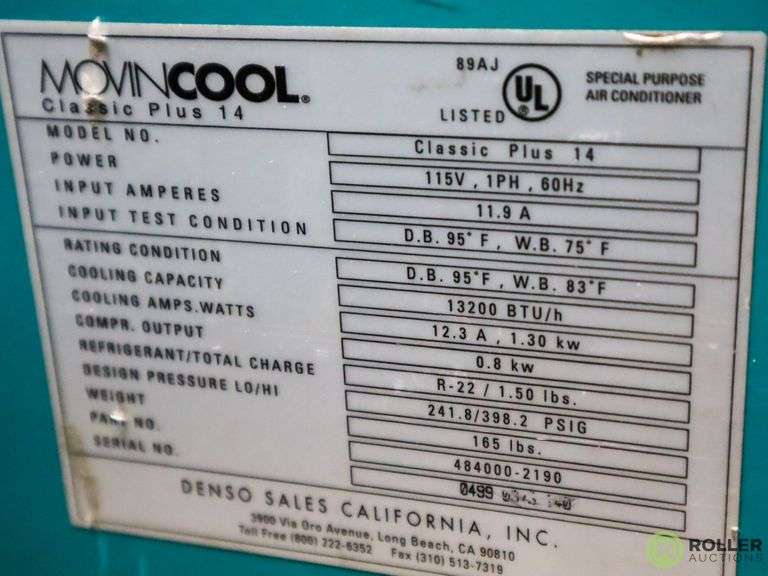 MOVINCOOL®
Classic Plus 14
89AJ
LISTED UL ®
SPECIAL PURPOSE
AIR CONDITIONER
MODEL NO. Classic Plus 14
POWER 115V , 1PH , 60Hz
INPUT AMPERES 11.9 A
INPUT TEST CONDITION D.B. 95°F , W.B. 75°F
RATING CONDITION D.B. 95°F , W.B. 83°F
COOLING CAPACITY 13200 BTU/h
COOLING AMPS.WATTS 12.3 A , 1.30 kw
COMPR. OUTPUT 0.8 kw
REFRIGERANT/TOTAL CHARGE R-22 / 1.50 lbs.
DESIGN PRESSURE LO/HI 241.8/398.2 PSIG
WEIGHT 165 lbs.
PART NO. 484000-2190
SERIAL NO. 0499
DENSO SALES CALIFORNIA, INC.
3900 Via Oro Avenue, Long Beach, CA 90810
Toll Free (800) 722-6352 Fax (310) 513-7319
ROLLER
AUCTIONS